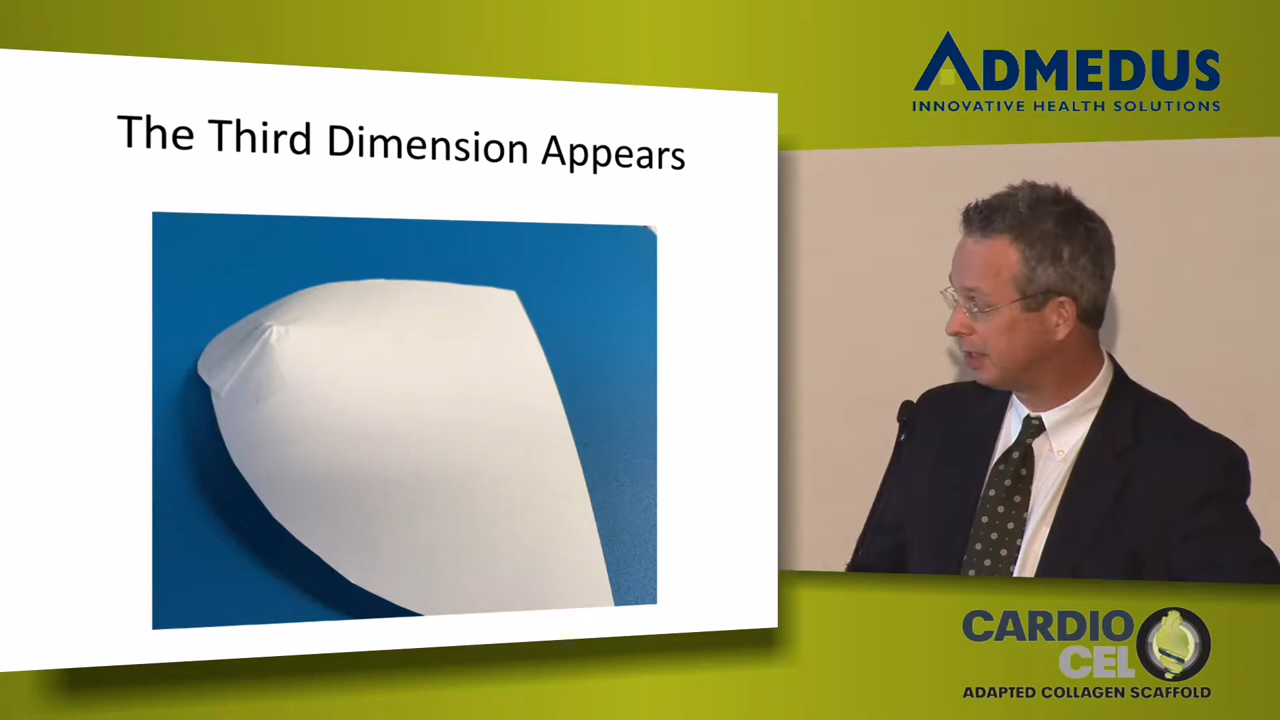 The Third Dimension Appears
ADMEDUS
INNOVATIVE HEALTH SOLUTIONS
CARDIO
CEL
ADAPTED COLLAGEN SCAFFOLD